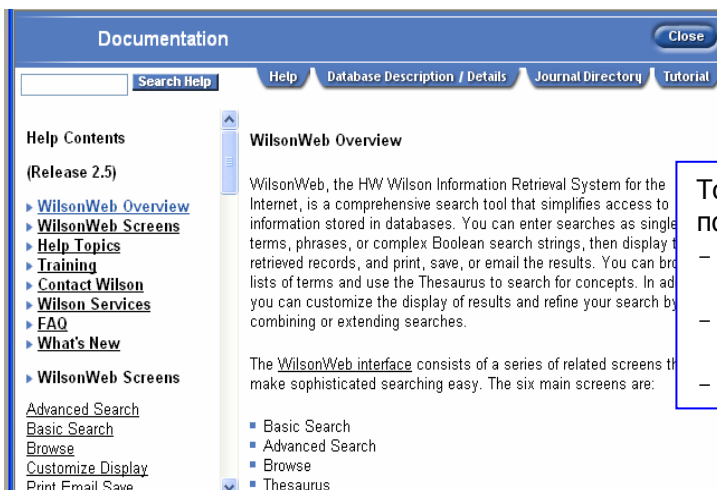 Documentation
Close
Search Help
Help
Database Description / Details
Journal Directory
Tutorial
Help Contents
(Release 2.5)
WilsonWeb Overview
WilsonWeb Screens
Help Topics
Training
Contact Wilson
Wilson Services
FAQ
What's New
WilsonWeb Screens
Advanced Search
Basic Search
Browse
Customize Display
Print Email Save
WilsonWeb Overview
WilsonWeb, the HW Wilson Information Retrieval System for the
Internet, is a comprehensive search tool that simplifies access to
information stored in databases. You can enter searches as single
terms, phrases, or complex Boolean search strings, then display
retrieved records, and print, save, or email the results. You can
lists of terms and use the Thesaurus to search for concepts. In
you can customize the display of results and refine your search by
combining or extending searches.
The WilsonWeb interface consists of a series of related screens
make sophisticated searching easy. The six main screens are:
Basic Search
Advanced Search
Browse
Thesaurus